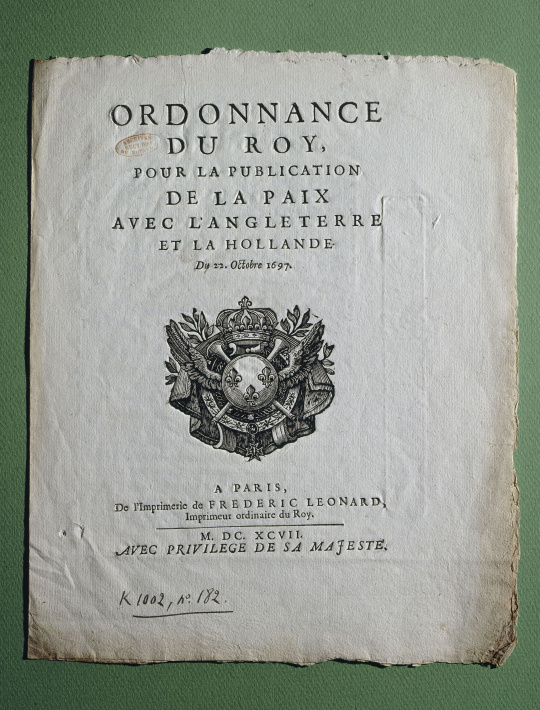 ORDONNANCE
DU ROY,
POUR LA PUBLICATION
DE LA PAIX
AVEC L'ANGLETERRE
ET LA HOLLANDE.
Du 22. Octobre 1697.
A PARIS,
De l'Imprimerie de FREDERIC LEONARD,
Imprimeur ordinaire du Roy.
M. DC. XCVII.
AVEC PRIVILEGE DE SA MAJESTE.
K 1002, no. 182.